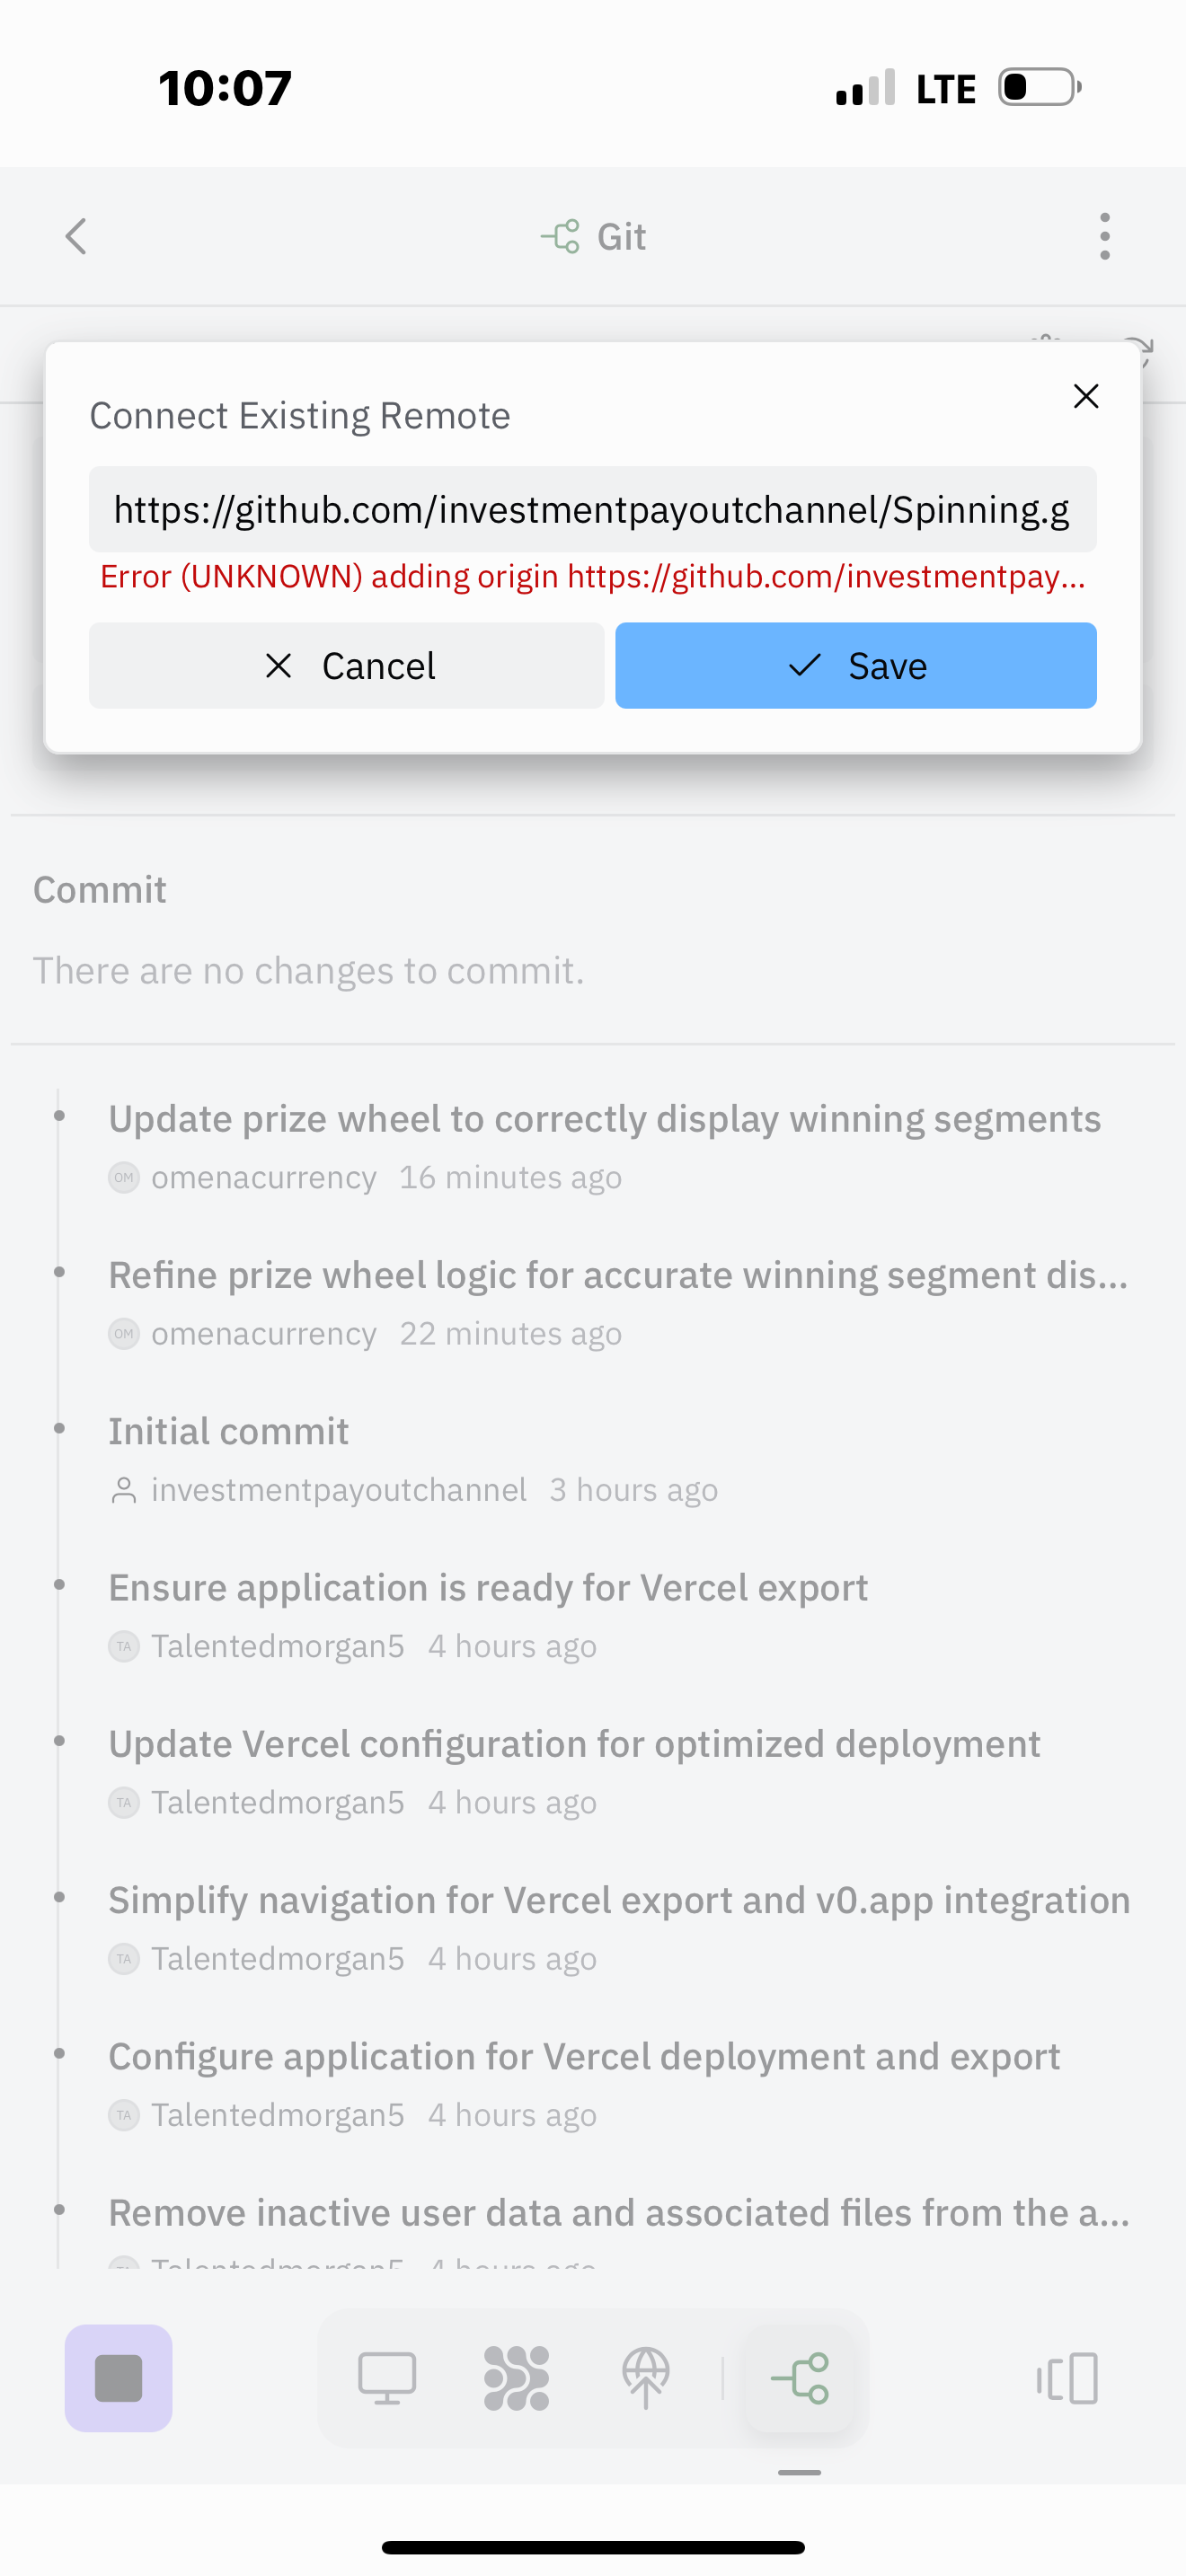 10:07
LTE
Git
Connect Existing Remote
https://github.com/investmentpayoutchannel/Spinning.g
Error (UNKNOWN) adding origin https://github.com/investmentpay...
Cancel
Save
Commit
There are no changes to commit.
Update prize wheel to correctly display winning segments
OM omenacurrency 16 minutes ago
Refine prize wheel logic for accurate winning segment dis...
OM omenacurrency 22 minutes ago
Initial commit
investmentpayoutchannel 3 hours ago
Ensure application is ready for Vercel export
TA Talentedmorgan5 4 hours ago
Update Vercel configuration for optimized deployment
TA Talentedmorgan5 4 hours ago
Simplify navigation for Vercel export and v0.app integration
TA Talentedmorgan5 4 hours ago
Configure application for Vercel deployment and export
TA Talentedmorgan5 4 hours ago
Remove inactive user data and associated files from the a...
Talentedmorgan5 4 hours ago